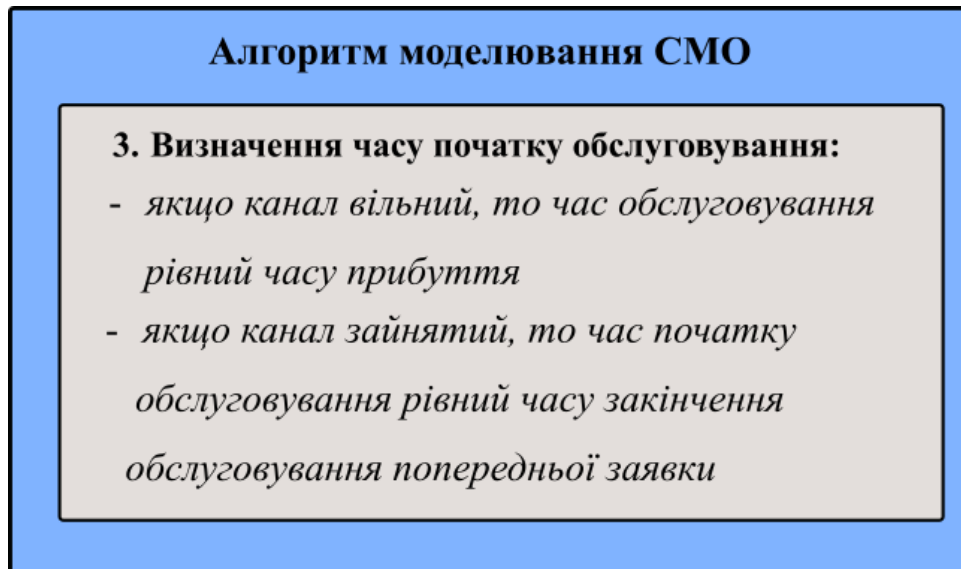 Алгоритм моделювання СМО
3. Визначення часу початку обслуговування:
- якщо канал вільний, то час обслуговування
рівний часу прибуття
- якщо канал зайнятий, то час початку
обслуговування рівний часу закінчення
обслуговування попередньої заявки